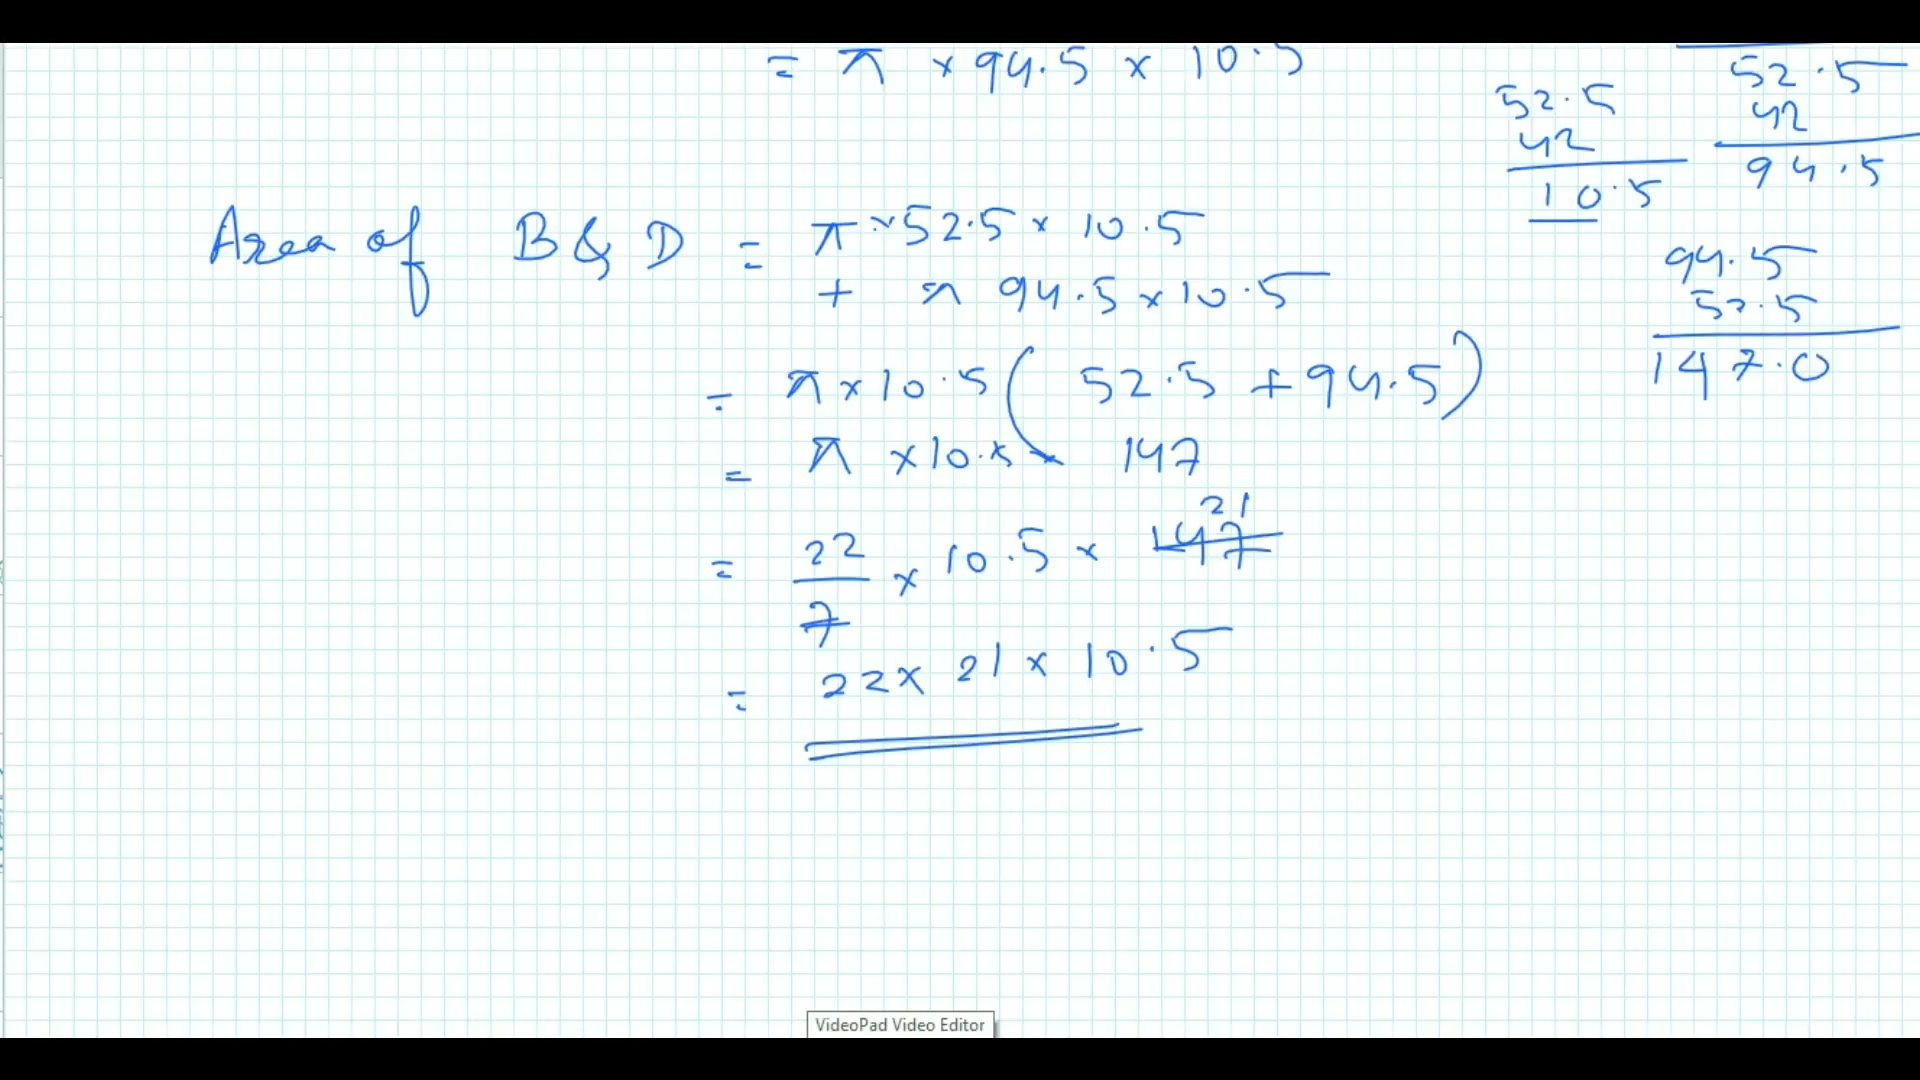 = π × 94.5 × 10.5
52.5
42
10.5
52.5
42
94.5
Area of B & D = π × 52.5 × 10.5
+ π 94.5 × 10.5
94.5
52.5
147.0
= π × 10.5 ( 52.5 + 94.5 )
= π × 10.5 × 147
21
= 22/7 × 10.5 × 147
= 22 × 21 × 10.5
VideoPad Video Editor